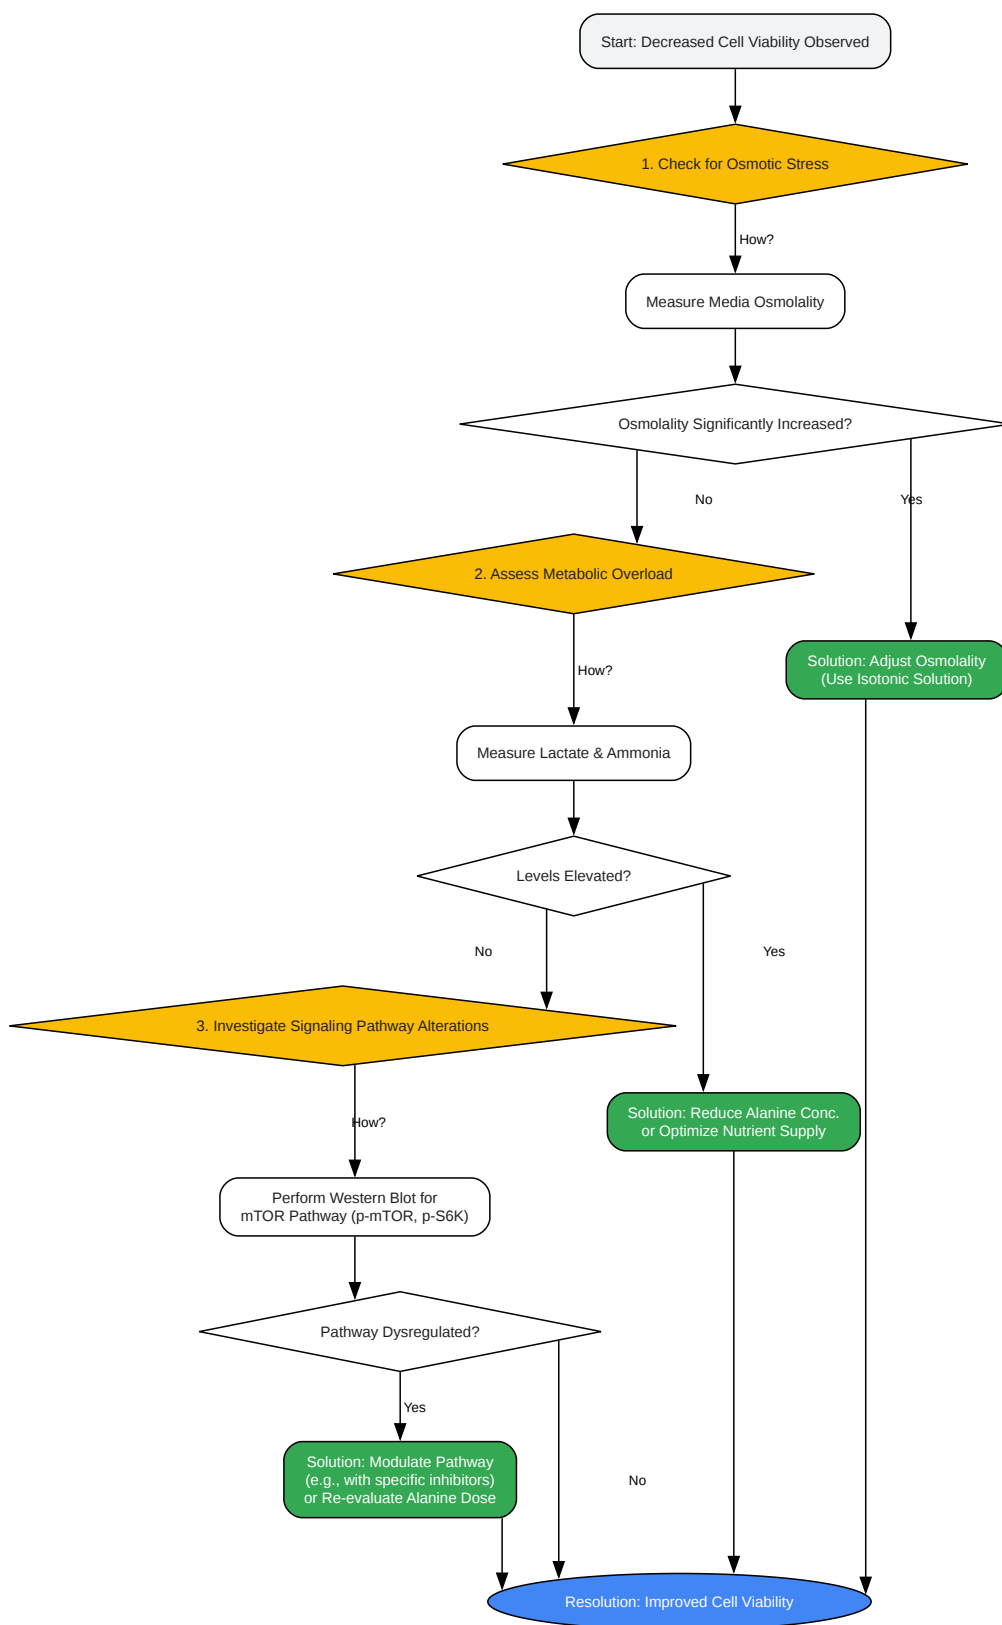 Start: Decreased Cell Viability Observed
1. Check for Osmotic Stress
How?
Measure Media Osmolality
Osmolality Significantly Increased?
No
Yes
2. Assess Metabolic Overload
Solution: Adjust Osmolality
(Use Isotonic Solution)
How?
Measure Lactate & Ammonia
Levels Elevated?
No
Yes
3. Investigate Signaling Pathway Alterations
Solution: Reduce Alanine Conc.
or Optimize Nutrient Supply
How?
Perform Western Blot for
mTOR Pathway (p-mTOR, p-S6K)
Pathway Dysregulated?
Yes
Solution: Modulate Pathway
(e.g., with specific inhibitors)
or Re-evaluate Alanine Dose
No
Resolution: Improved Cell Viability